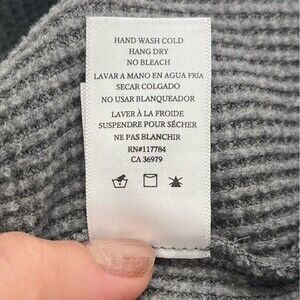 HAND WASH COLD
HANG DRY
NO BLEACH
LAVAR A MANO EN AGUA FRÍA
SECAR COLGADO
NO USAR BLANQUEADOR
LAVER À LA FROIDE
SUSPENDRE POUR SÉCHER
NE PAS BLANCHIR
RN#117784
CA 36979